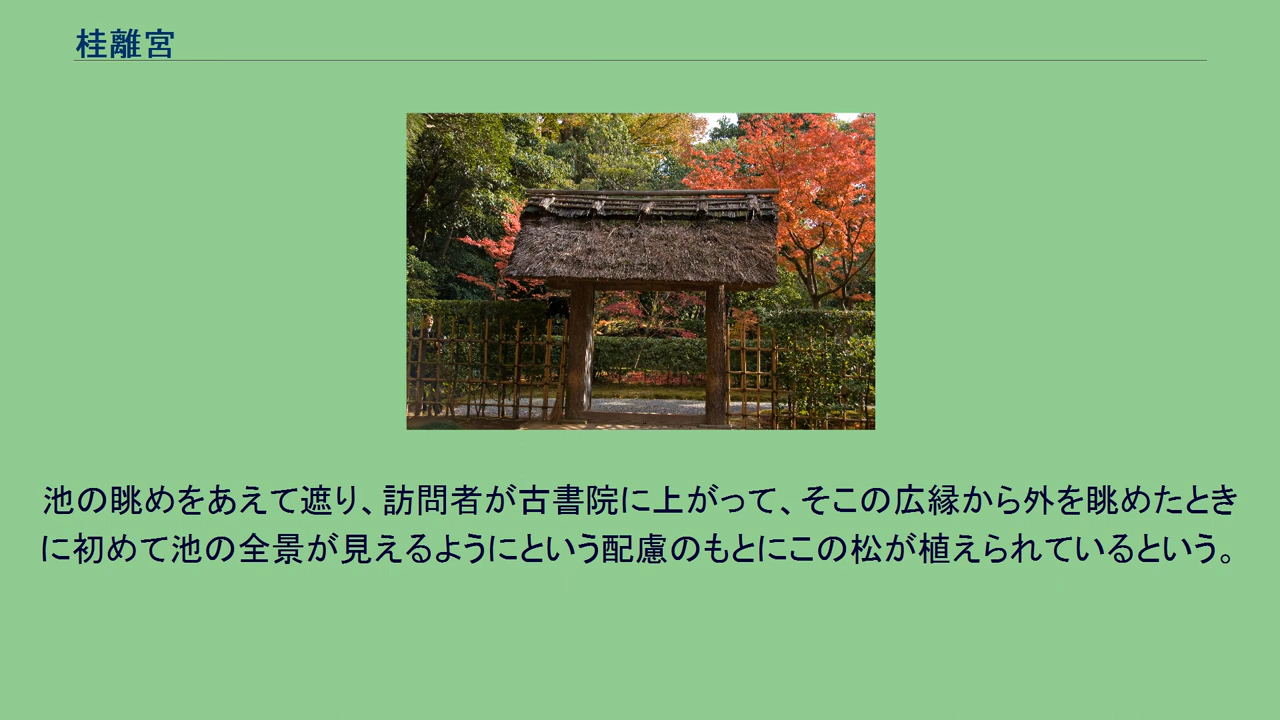 桂離宮
池の眺めをあえて遮り、訪問者が古書院に上がって、そこの広縁から外を眺めたとき
に初めて池の全景が見えるようにという配慮のもとにこの松が植えられているという。